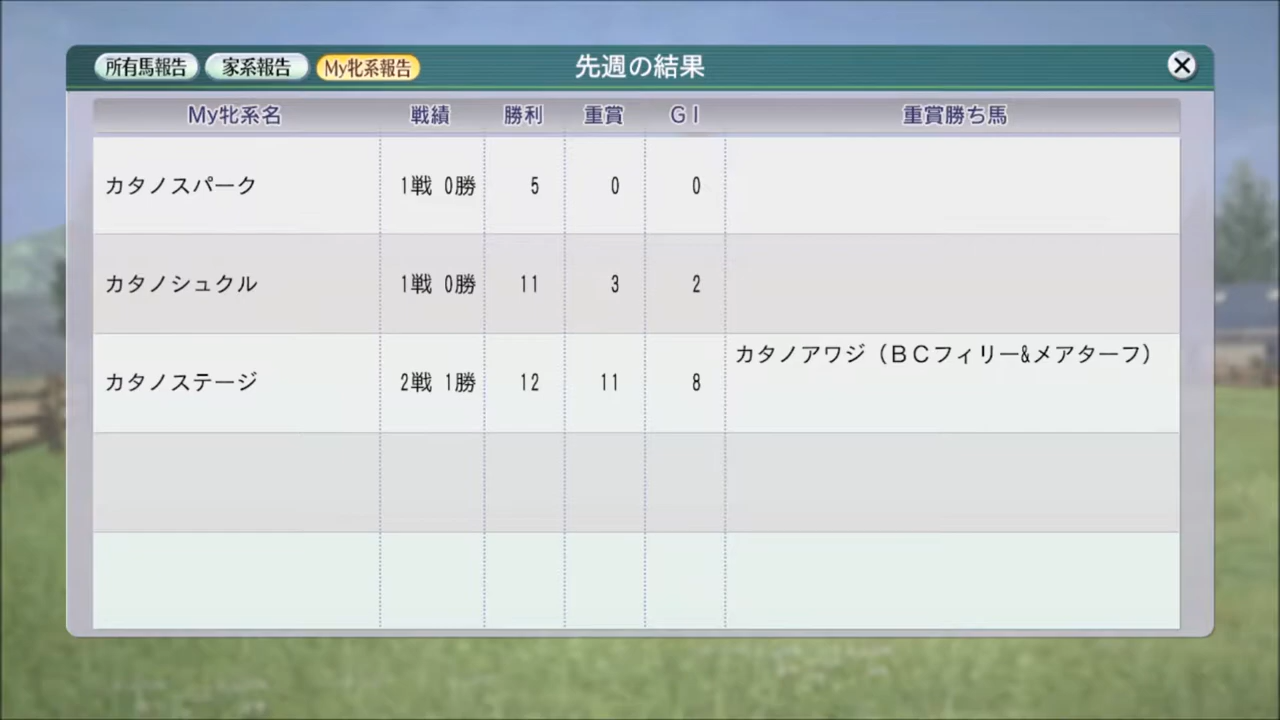 所有馬報告 家系報告 My牝系報告 先週の結果
My牝系名 戦績 勝利 重賞 GⅠ 重賞勝ち馬
カタノスパーク 1戦 0勝 5 0 0
カタノシュクル 1戦 0勝 11 3 2
カタノアワジ（ＢＣフィリー&メアターフ）
カタノステージ 2戦 1勝 12 11 8